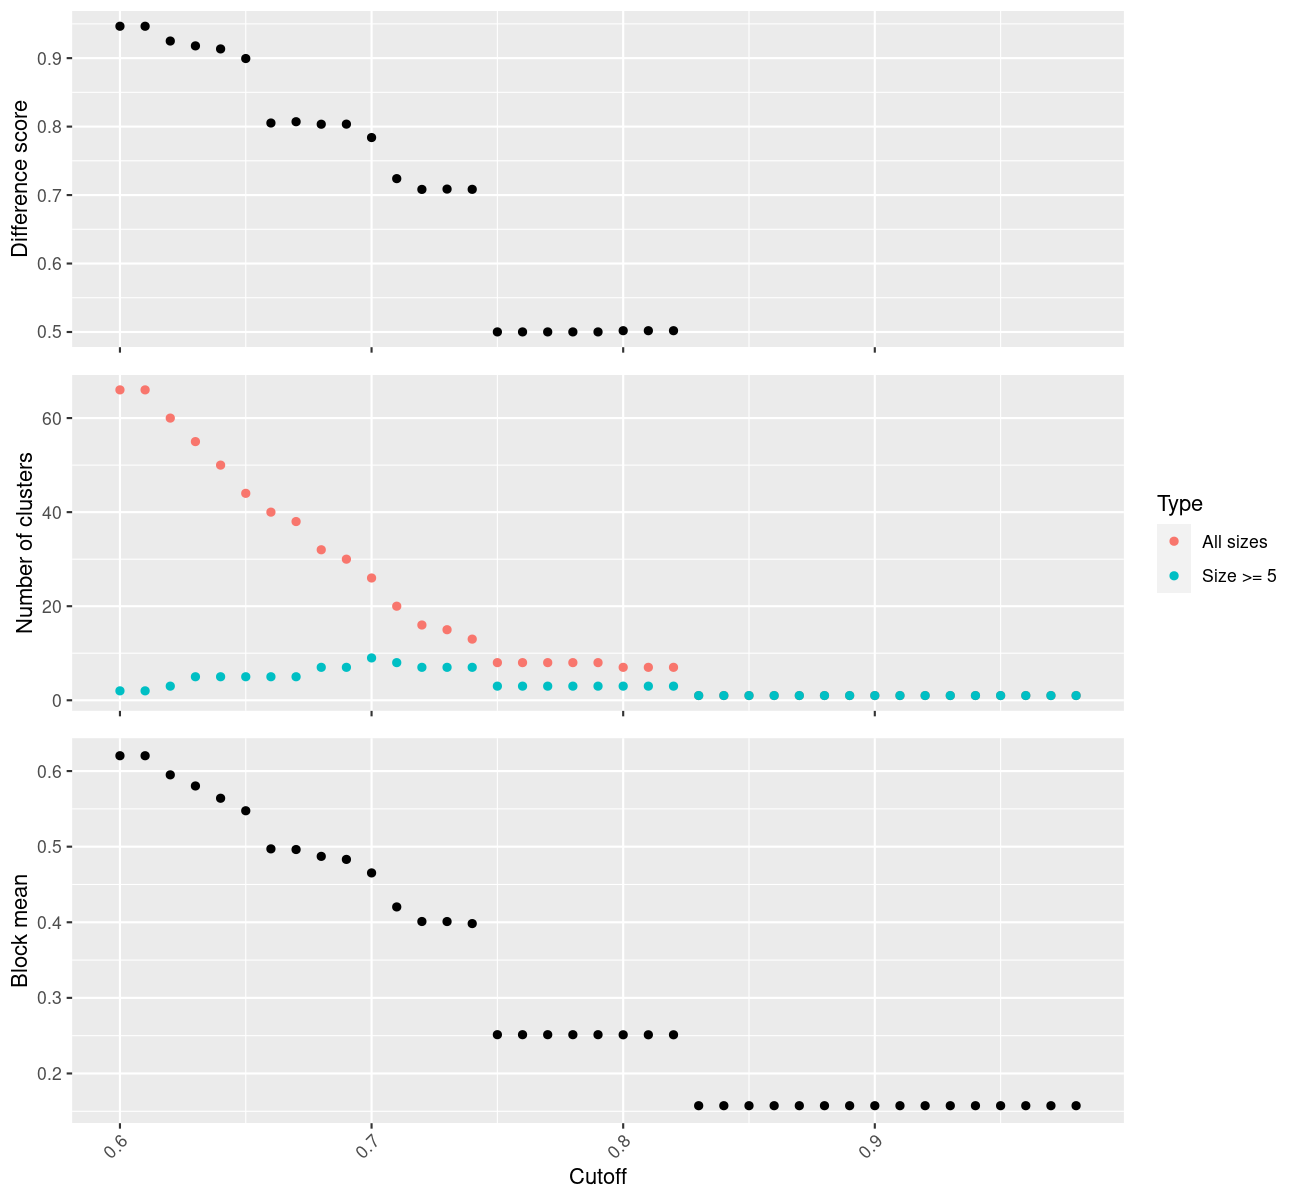 Difference score
0.9
0.8
0.7
0.6
0.5
Number of clusters
60
40
20
0
Type
All sizes
Size >= 5
Block mean
0.6
0.5
0.4
0.3
0.2
0.6 0.7 0.8 0.9
Cutoff